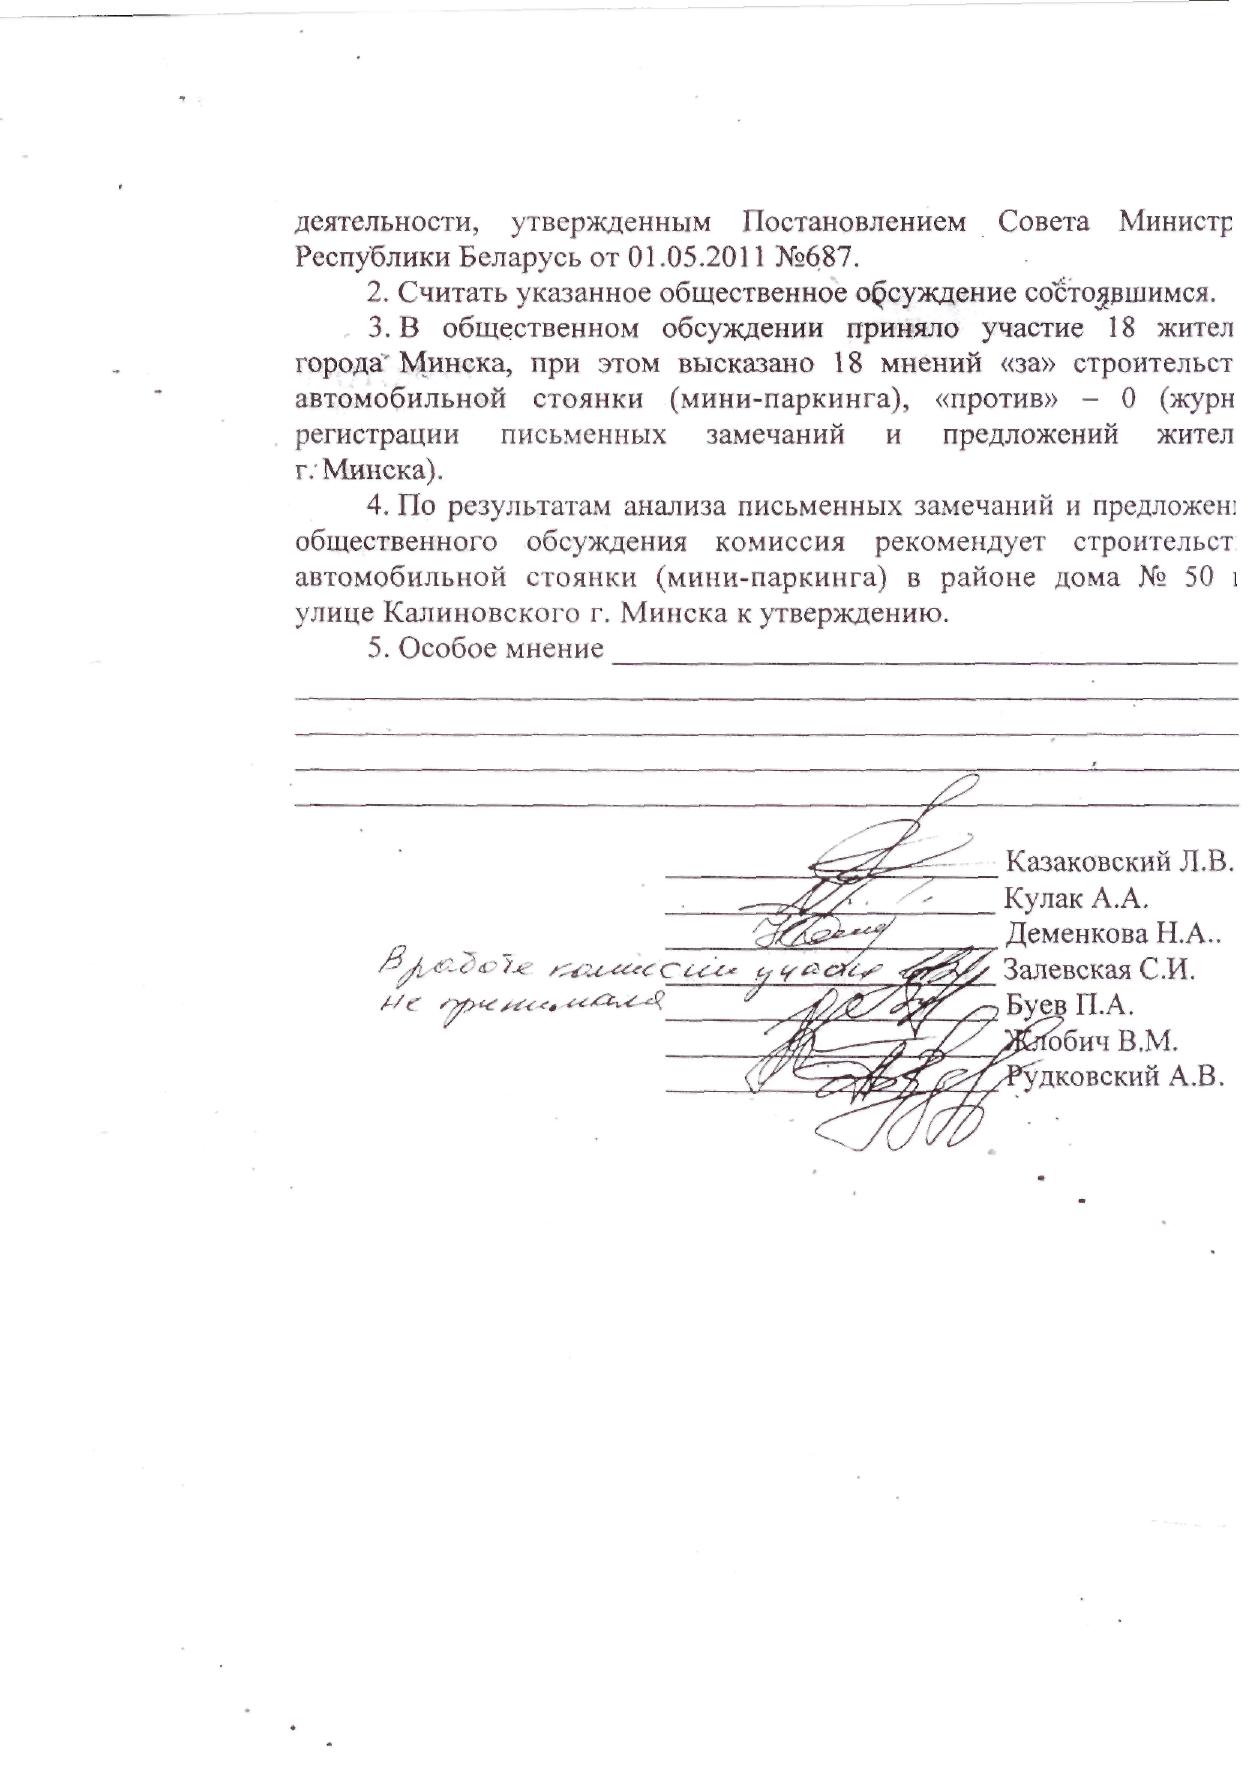 деятельности, утвержденным Постановлением Совета Министр
Республики Беларусь от 01.05.2011 №687.
2. Считать указанное общественное обсуждение состоявшимся.
3. В общественном обсуждении приняло участие 18 жител
города Минска, при этом высказано 18 мнений «за» строительст
автомобильной стоянки (мини-паркинга), «против» – 0 (журн
регистрации письменных замечаний и предложений жител
г. Минска).
4. По результатам анализа письменных замечаний и предложен
общественного обсуждения комиссия рекомендует строительст
автомобильной стоянки (мини-паркинга) в районе дома № 50
улице Калиновского г. Минска к утверждению.
5. Особое мнение
Казаковский Л.В.
Кулак А.А.
Деменкова Н.А..
В работе комиссии участие Залевская С.И.
не принимала Буев П.А.
Жлобич В.М.
Рудковский А.В.